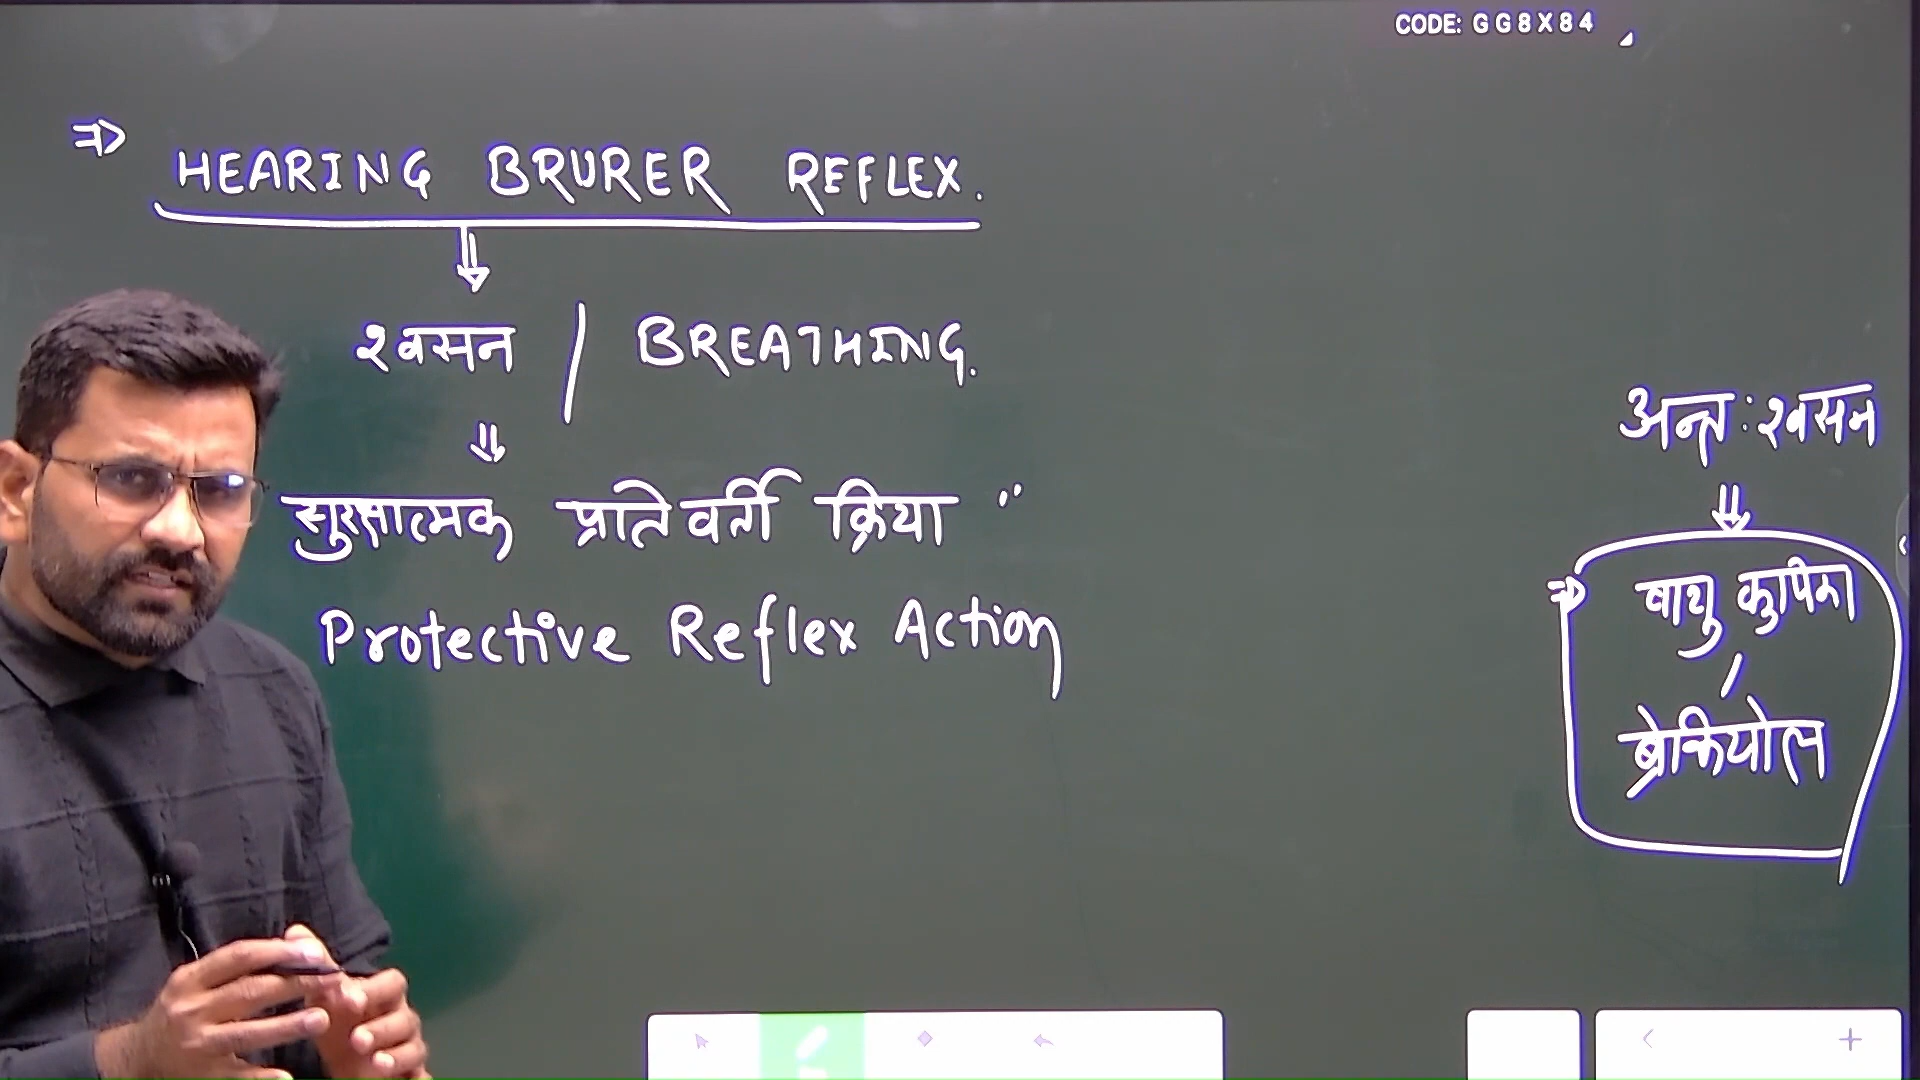 CODE: GG8X84
⇒ HEARING BRURER REFLEX.
श्वसन / BREATHING.
सुरक्षात्मक प्रतिवर्ती क्रिया "
Protective Reflex Action
अन्तः श्वसन
⇒ वायु कुपिका
/
ब्रोंकियोल